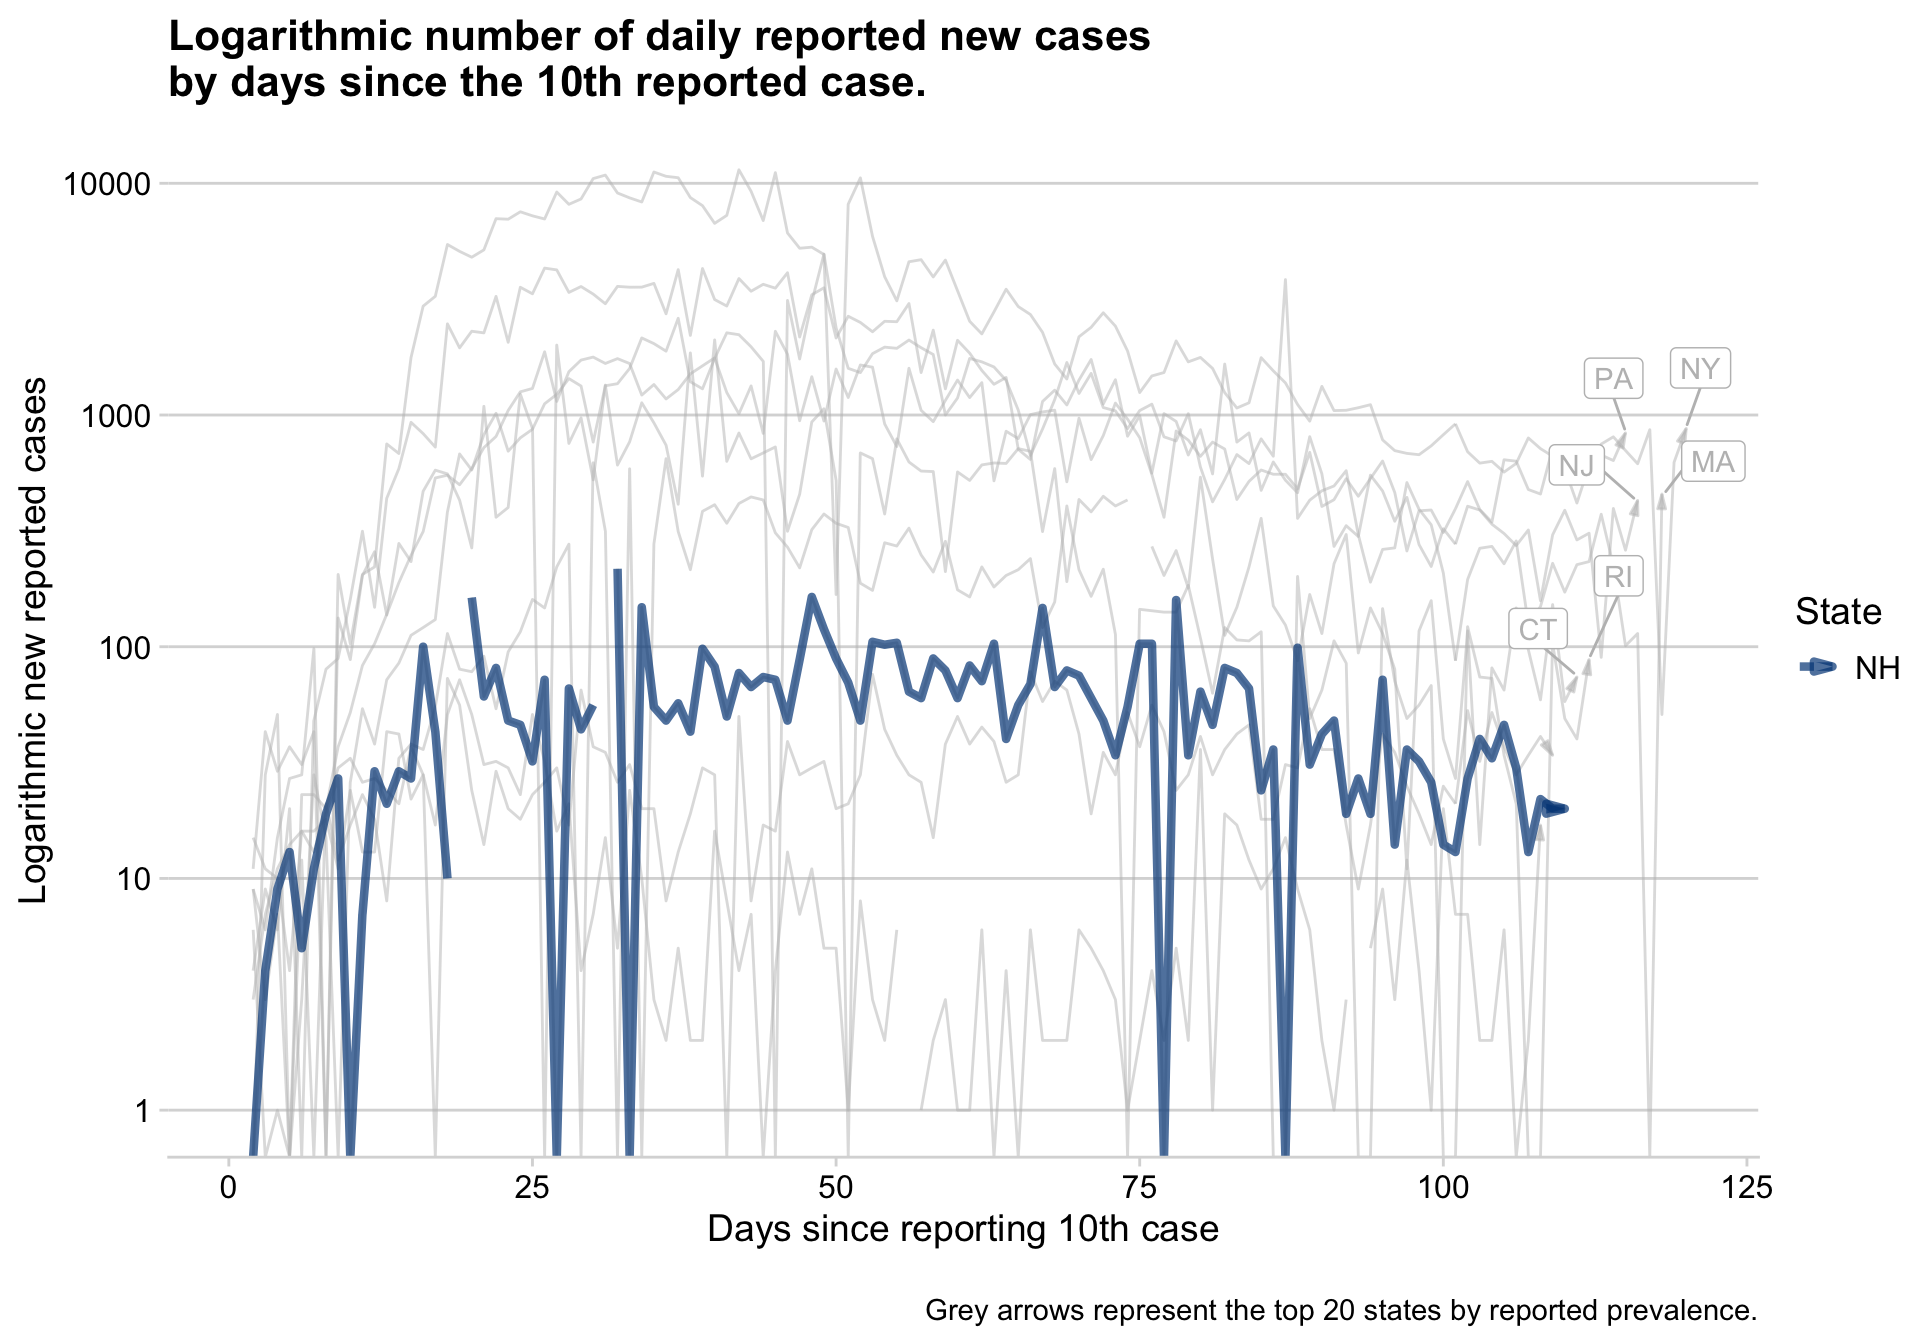 Logarithmic number of daily reported new cases
by days since the 10th reported case.
Logarithmic new reported cases
10000
1000
100
10
1
PA
NY
NJ
MA
RI
CT
State
NH
0
25
50
75
100
125
Days since reporting 10th case
Grey arrows represent the top 20 states by reported prevalence.